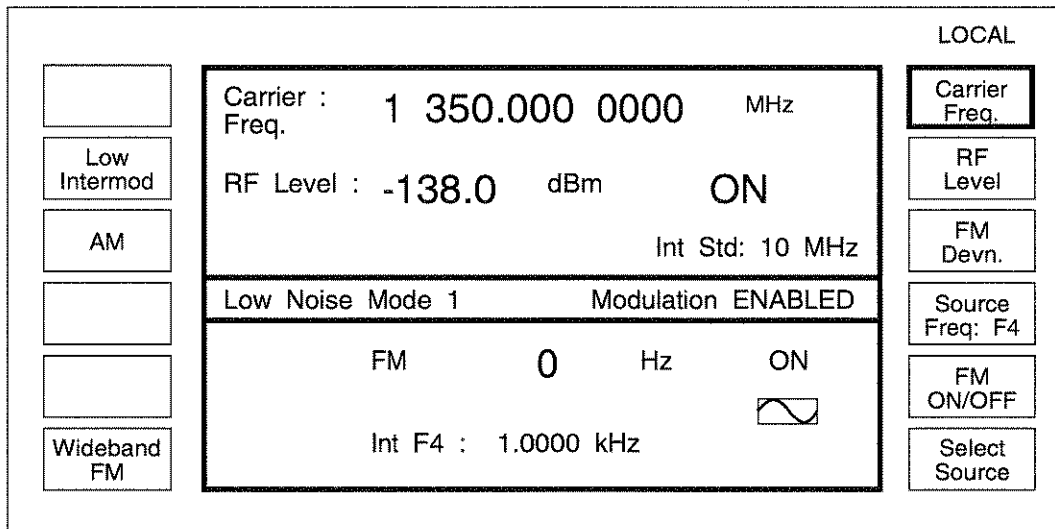 LOCAL
Carrier :
Freq.
1 350.000 0000 MHz
RF Level : -138.0 dBm ON
Int Std: 10 MHz
Low Noise Mode 1 Modulation ENABLED
FM 0 Hz ON
Int F4 : 1.0000 kHz
Low
Intermod
AM
Wideband
FM
Carrier
Freq.
RF
Level
FM
Devn.
Source
Freq: F4
FM
ON/OFF
Select
Source